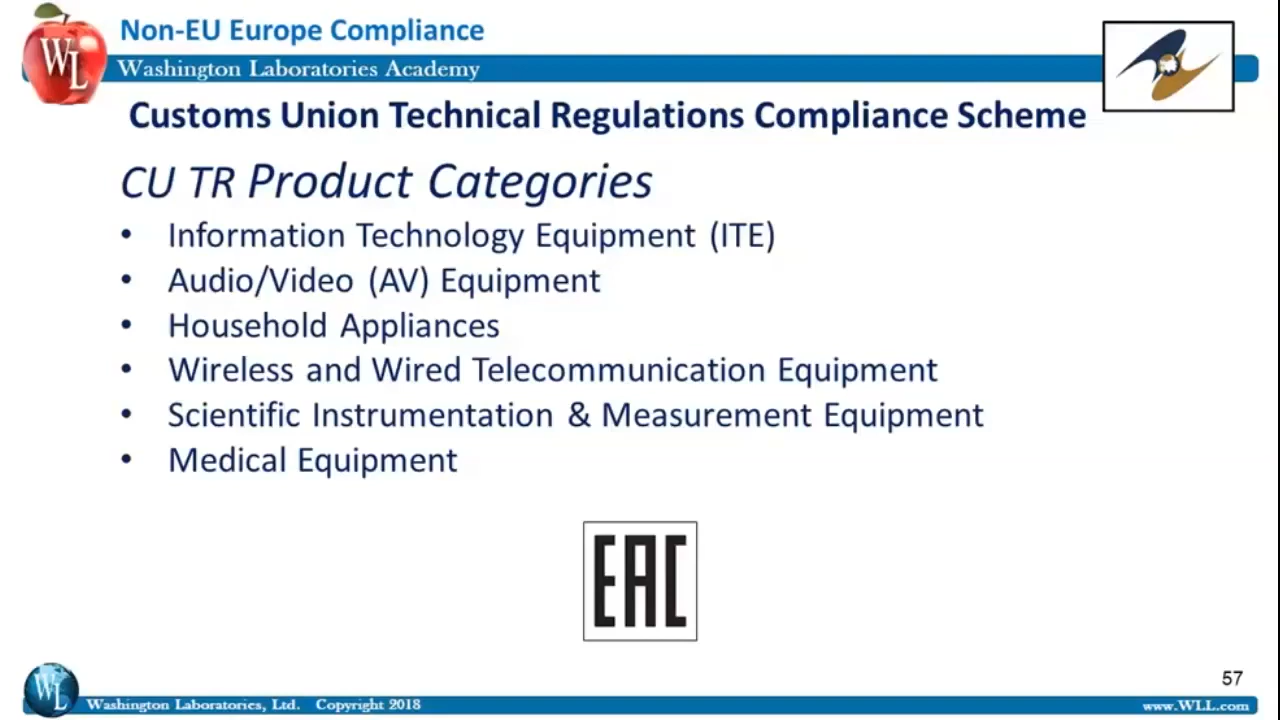 Non-EU Europe Compliance
WL
Washington Laboratories Academy
Customs Union Technical Regulations Compliance Scheme
CU TR Product Categories
• Information Technology Equipment (ITE)
• Audio/Video (AV) Equipment
• Household Appliances
• Wireless and Wired Telecommunication Equipment
• Scientific Instrumentation & Measurement Equipment
• Medical Equipment
EAC
57
WL
Washington Laboratories, Ltd. Copyright 2018
www.WLL.com